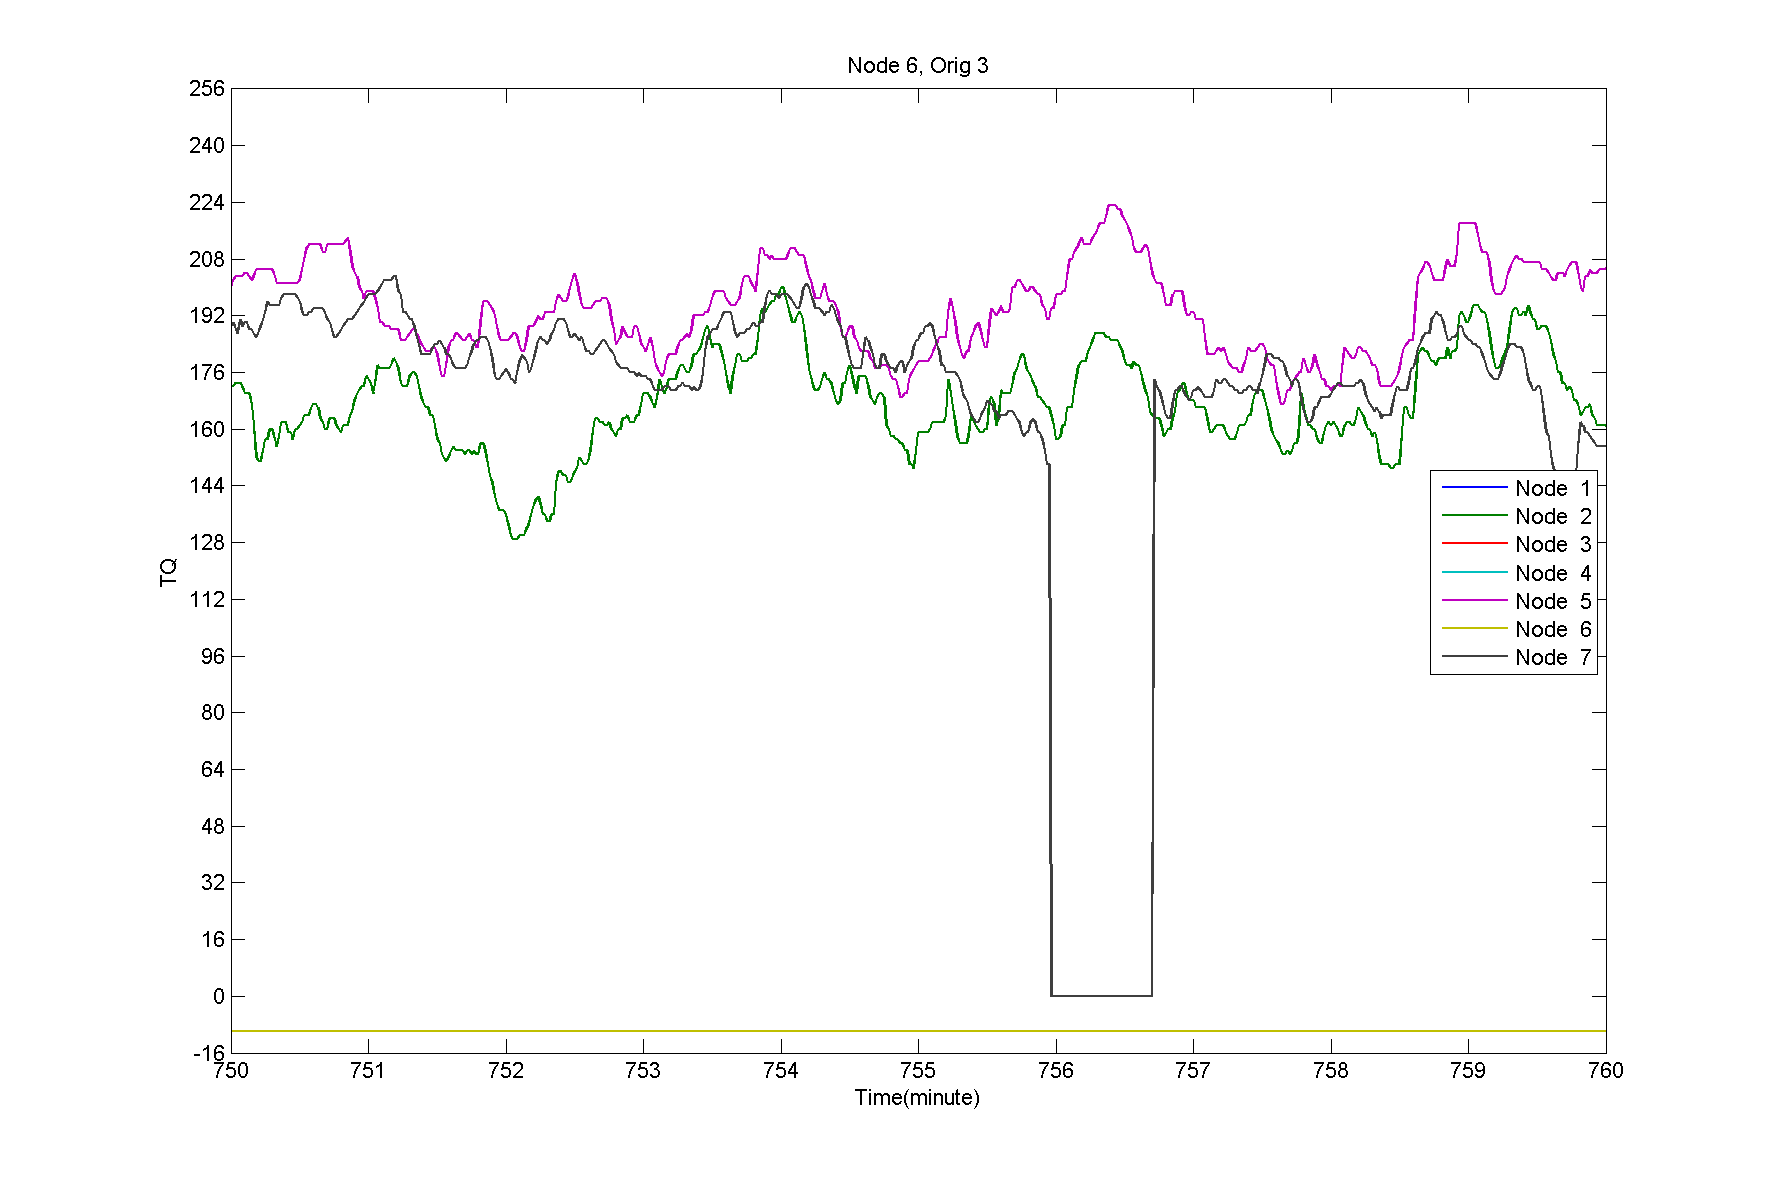 Node 6, Orig 3
256
240
224
208
192
176
160
144
128
112
96
80
64
48
32
16
0
-16
TQ
Node 1
Node 2
Node 3
Node 4
Node 5
Node 6
Node 7
750 751 752 753 754 755 756 757 758 759 760
Time(minute)